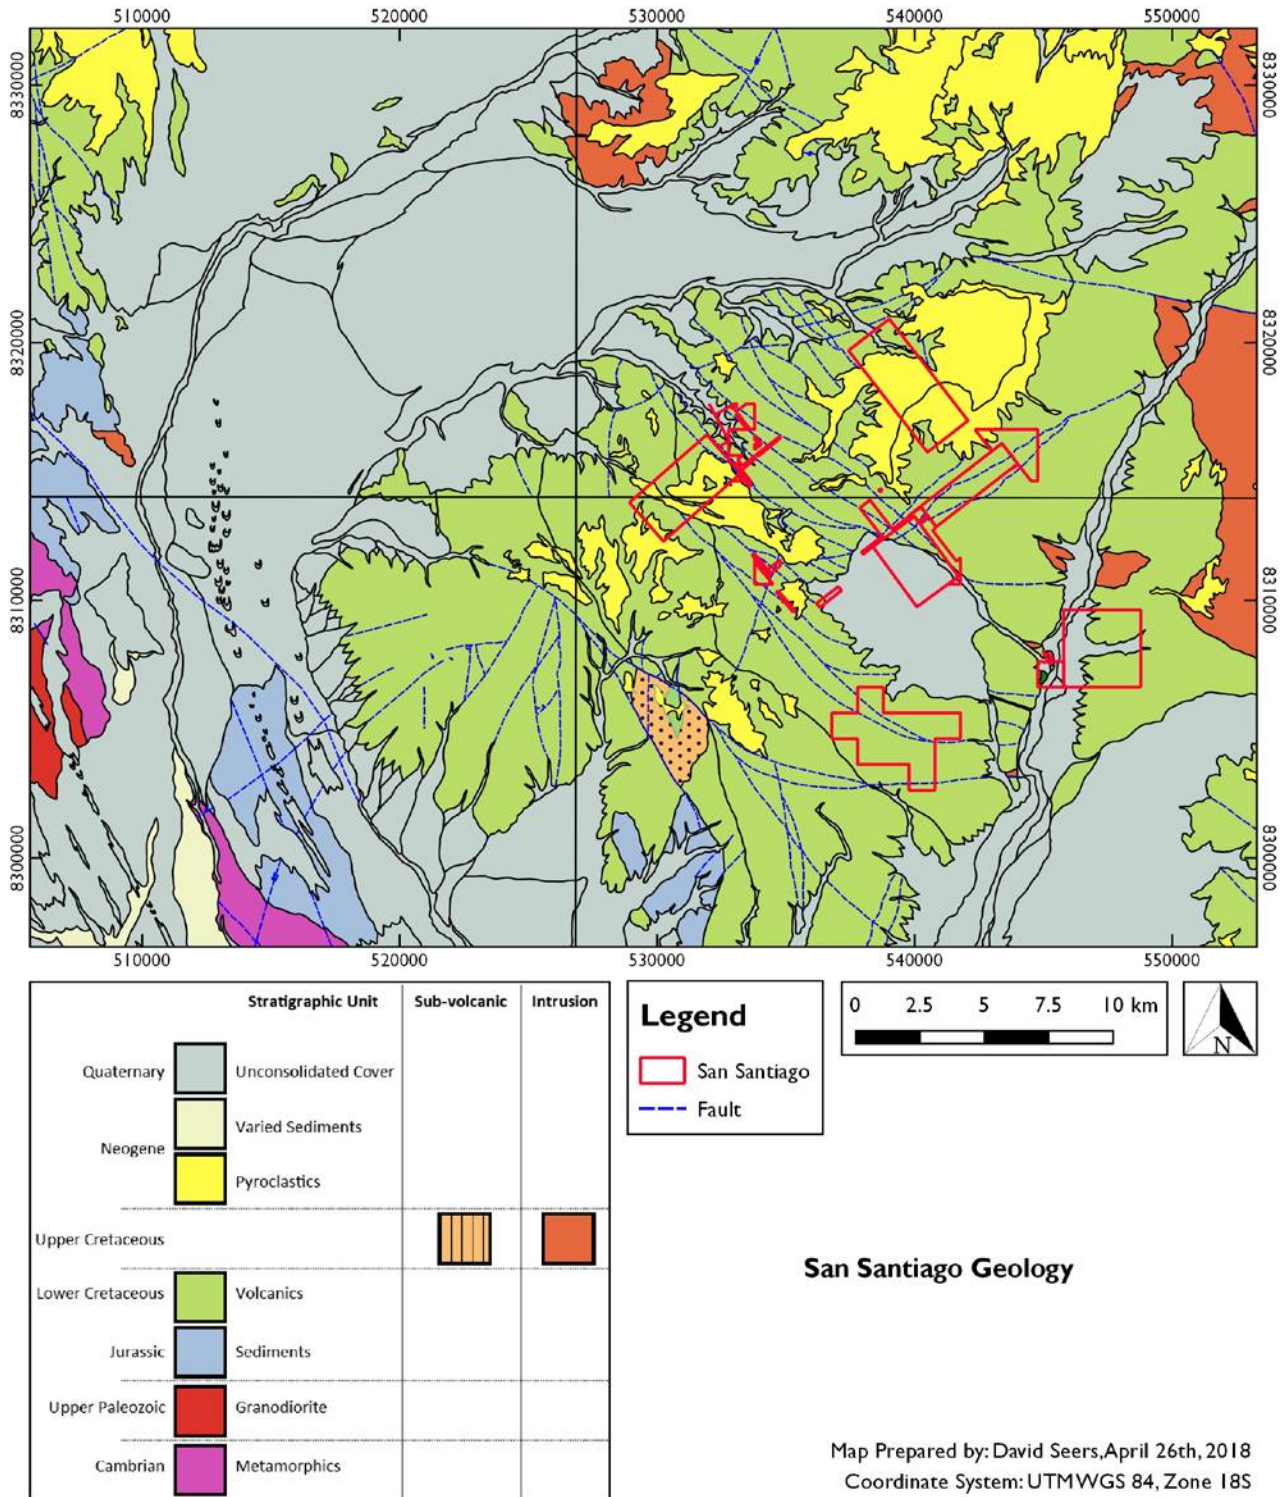 510000 520000 530000 540000 550000
8330000 8330000
8320000 8320000
8310000 8310000
8300000 8300000
510000 520000 530000 540000 550000
Stratigraphic Unit Sub-volcanic Intrusion
Quaternary Unconsolidated Cover
Varied Sediments
Neogene
Pyroclastics
Upper Cretaceous
Lower Cretaceous Volcanics
Jurassic Sediments
Upper Paleozoic Granodiorite
Cambrian Metamorphics
Legend
San Santiago
Fault
0 2.5 5 7.5 10 km
N
San Santiago Geology
Map Prepared by: David Seers,April 26th, 2018
Coordinate System: UTM WGS 84, Zone 18S